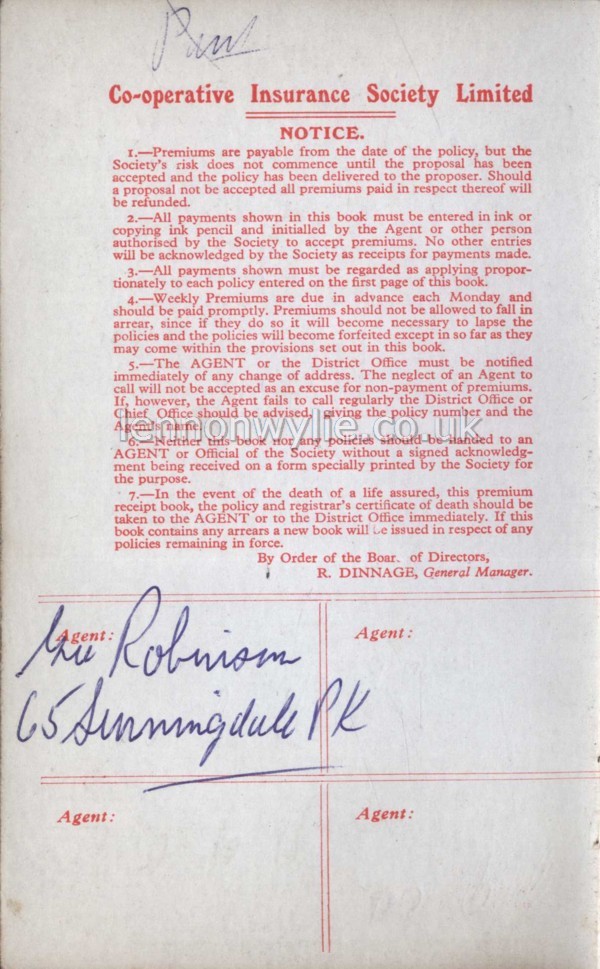 Co-operative Insurance Society Limited
NOTICE.
1.—Premiums are payable from the date of the policy, but the
Society's risk does not commence until the proposal has been
accepted and the policy has been delivered to the proposer. Should
a proposal not be accepted all premiums paid in respect thereof will
be refunded.
2.—All payments shown in this book must be entered in ink or
copying ink pencil and initialled by the Agent or other person
authorised by the Society to accept premiums. No other entries
will be acknowledged by the Society as receipts for payments made.
3.—All payments shown must be regarded as applying propor-
tionately to each policy entered on the first page of this book.
4.—Weekly Premiums are due in advance each Monday and
should be paid promptly. Premiums should not be allowed to fall in
arrear, since if they do so it will become necessary to lapse the
policies and the policies will become forfeited except in so far as they
may come within the provisions set out in this book.
5.—The AGENT or the District Office must be notified
immediately of any change of address. The neglect of an Agent to
call will not be accepted as an excuse for non-payment of premiums.
If, however, the Agent fails to call regularly the District Office or
Chief Office should be advised, giving the policy number and the
Agent's name.
lennonwylie.co.uk
6.—Neither this book nor any policies should be handed to an
AGENT or Official of the Society without a signed acknowledg-
ment being received on a form specially printed by the Society for
the purpose.
7.—In the event of the death of a life assured, this premium
receipt book, the policy and registrar's certificate of death should be
taken to the AGENT or to the District Office immediately. If this
book contains any arrears a new book will be issued in respect of any
policies remaining in force.
By Order of the Boar of Directors,
R. DINNAGE, General Manager.
Agent: Agent:
Robinson
65 Sunningdale PK
Agent: Agent: